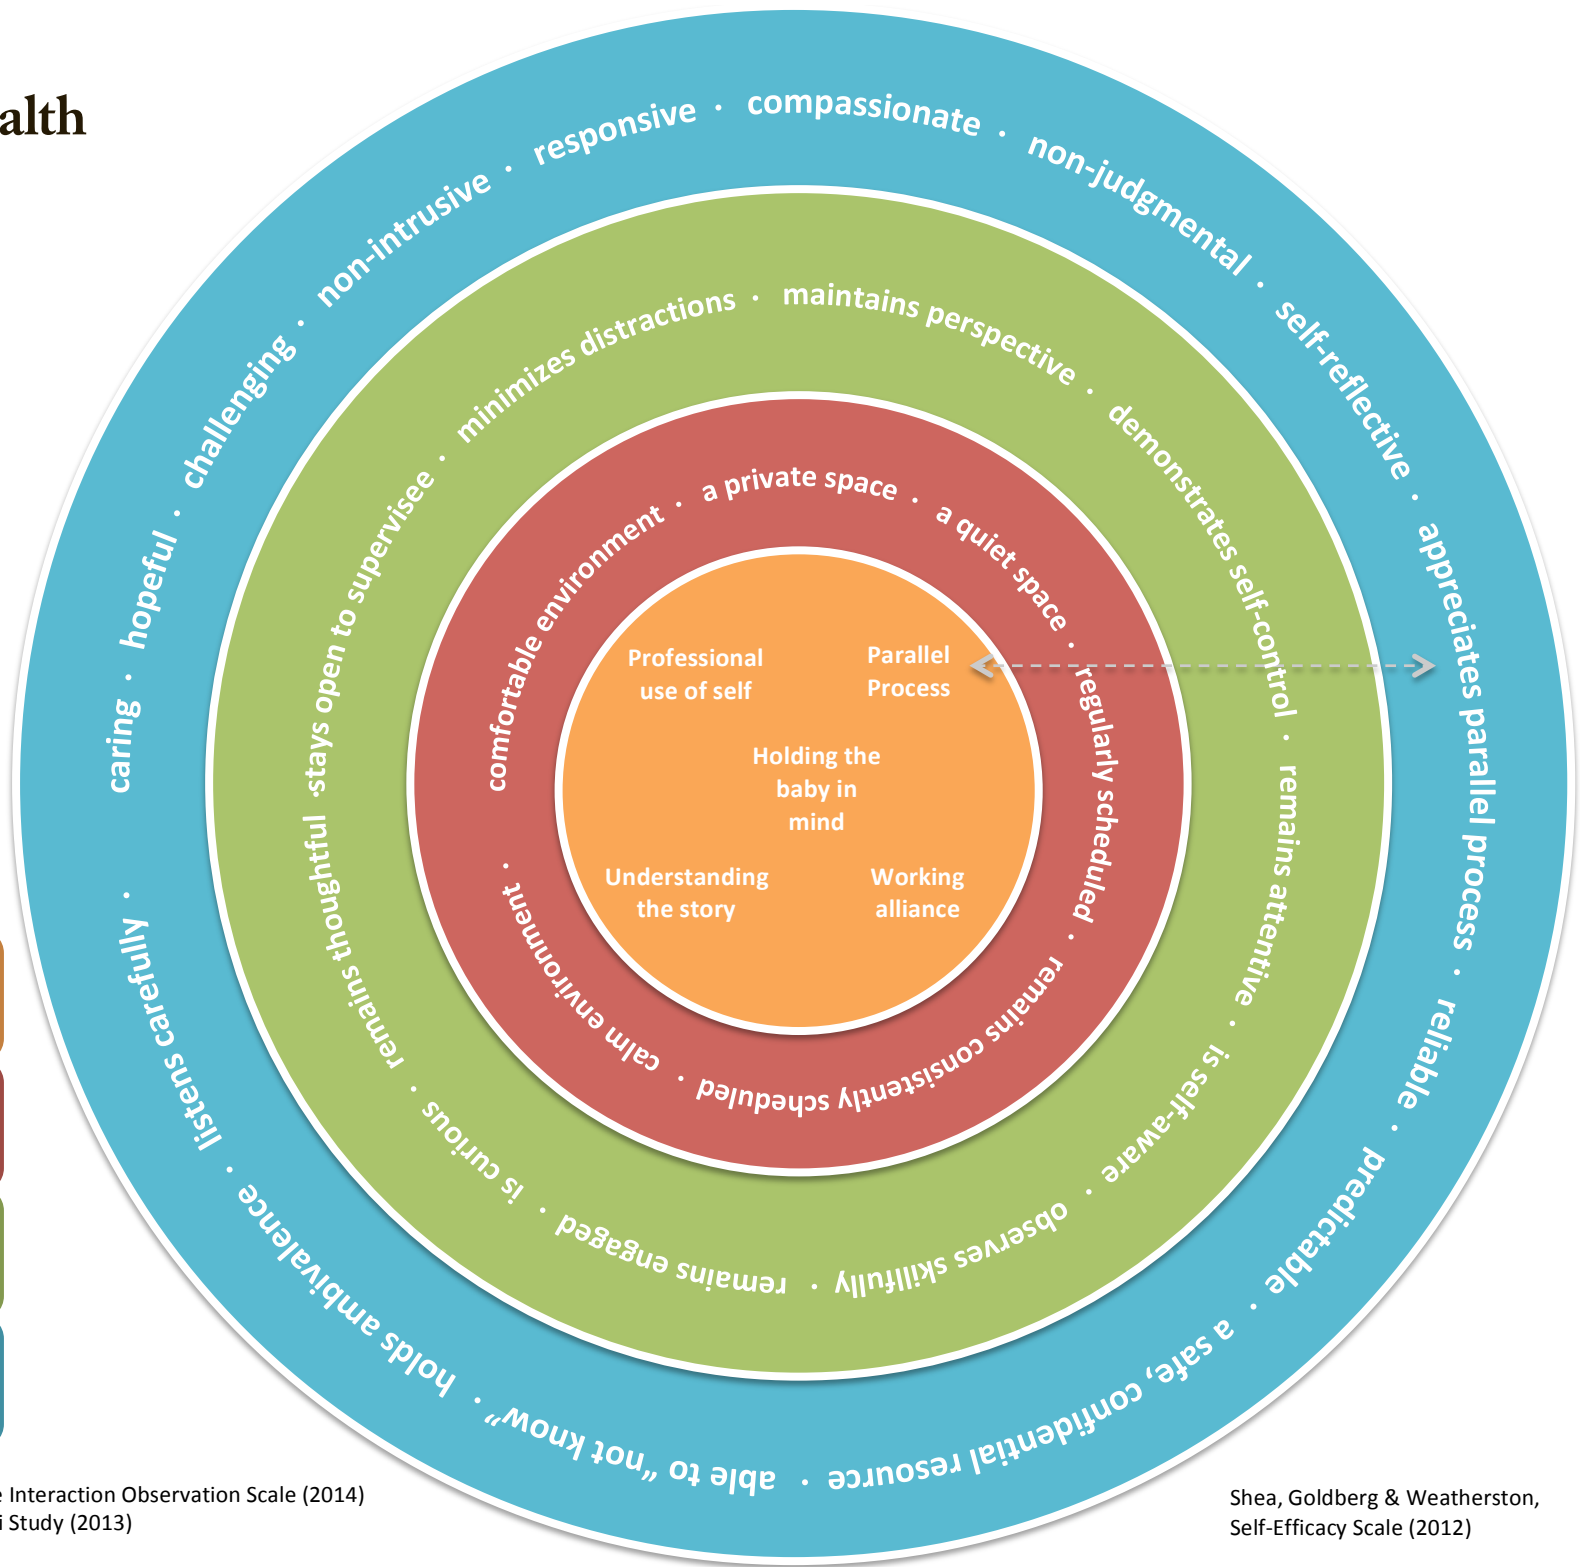 alth
caring · hopeful · challenging · non-intrusive · responsive · compassionate · non-judgmental · self-reflective · appreciates parallel process · reliable · predictable · a safe, confidential resource · able to “not know” · holds ambivalence · listens carefully ·
stays open to supervisee · minimizes distractions · maintains perspective · demonstrates self-control · remains attentive · is self-aware · observes skillfully · remains engaged · is curious · remains thoughtful ·
comfortable environment · a private space · a quiet space · regularly scheduled · remains consistently scheduled · calm environment ·
Professional
use of self
Parallel
Process
Holding the
baby in
mind
Understanding
the story
Working
alliance
e Interaction Observation Scale (2014)
i Study (2013)
Shea, Goldberg & Weatherston,
Self-Efficacy Scale (2012)